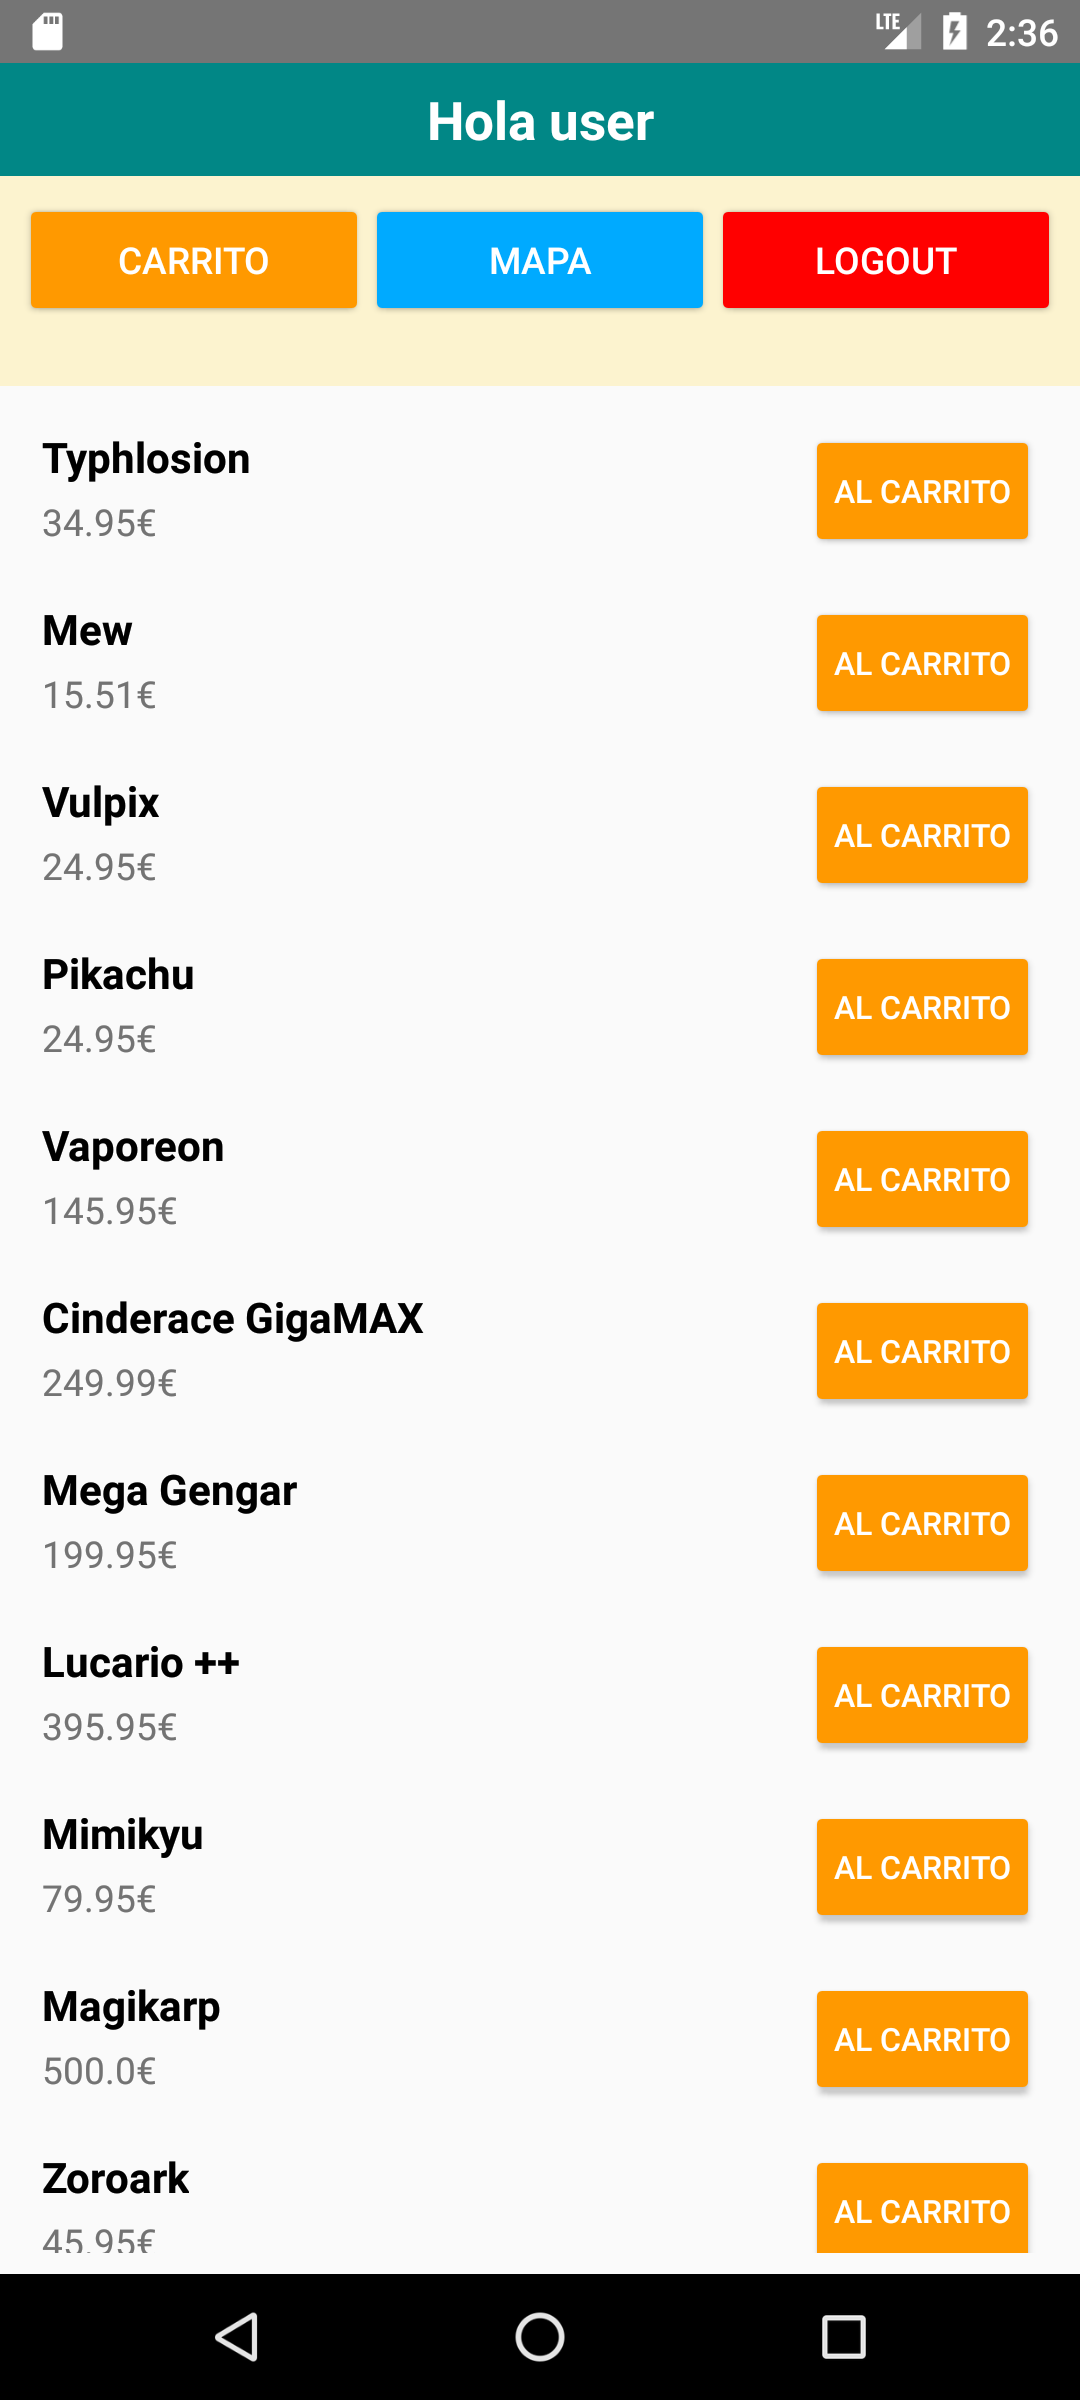 LTE 2:36
Hola user
CARRITO MAPA LOGOUT
Typhlosion
34.95€
AL CARRITO
Mew
15.51€
AL CARRITO
Vulpix
24.95€
AL CARRITO
Pikachu
24.95€
AL CARRITO
Vaporeon
145.95€
AL CARRITO
Cinderace GigaMAX
249.99€
AL CARRITO
Mega Gengar
199.95€
AL CARRITO
Lucario ++
395.95€
AL CARRITO
Mimikyu
79.95€
AL CARRITO
Magikarp
500.0€
AL CARRITO
Zoroark
45.95€
AL CARRITO